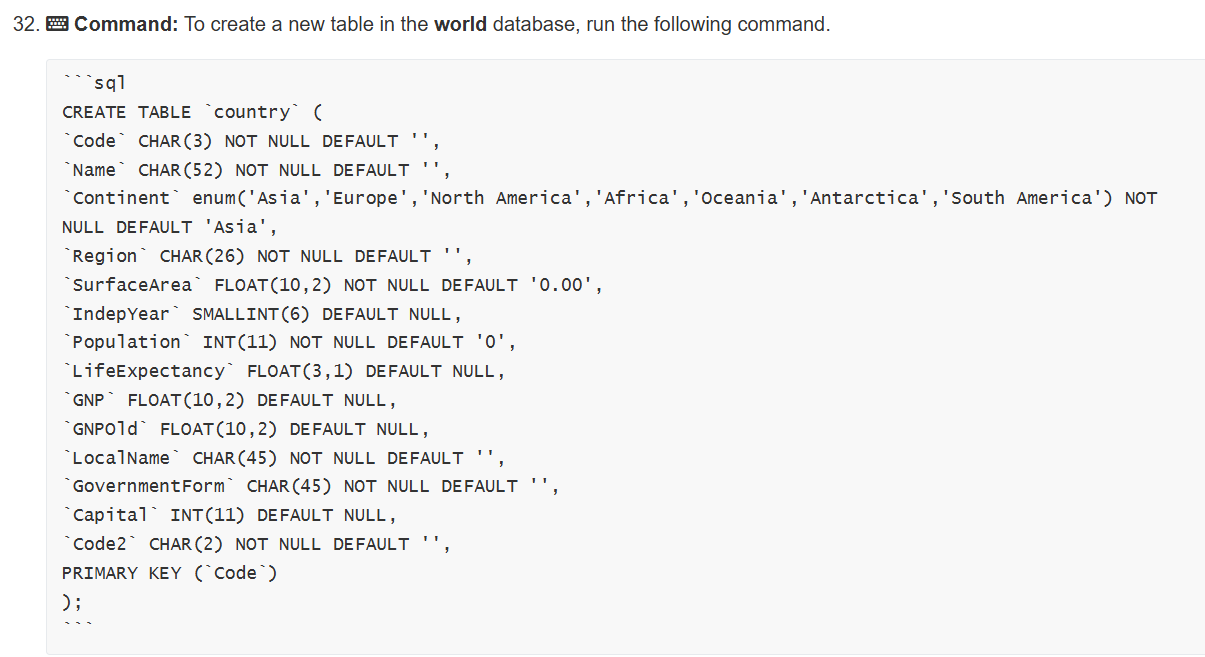 32. ⌨ Command: To create a new table in the world database, run the following command.
```sql
CREATE TABLE `country` (
`Code` CHAR(3) NOT NULL DEFAULT '',
`Name` CHAR(52) NOT NULL DEFAULT '',
`Continent` enum('Asia','Europe','North America','Africa','Oceania','Antarctica','South America') NOT
NULL DEFAULT 'Asia',
`Region` CHAR(26) NOT NULL DEFAULT '',
`SurfaceArea` FLOAT(10,2) NOT NULL DEFAULT '0.00',
`IndepYear` SMALLINT(6) DEFAULT NULL,
`Population` INT(11) NOT NULL DEFAULT '0',
`LifeExpectancy` FLOAT(3,1) DEFAULT NULL,
`GNP` FLOAT(10,2) DEFAULT NULL,
`GNPOld` FLOAT(10,2) DEFAULT NULL,
`LocalName` CHAR(45) NOT NULL DEFAULT '',
`GovernmentForm` CHAR(45) NOT NULL DEFAULT '',
`Capital` INT(11) DEFAULT NULL,
`Code2` CHAR(2) NOT NULL DEFAULT '',
PRIMARY KEY (`Code`)
);
```